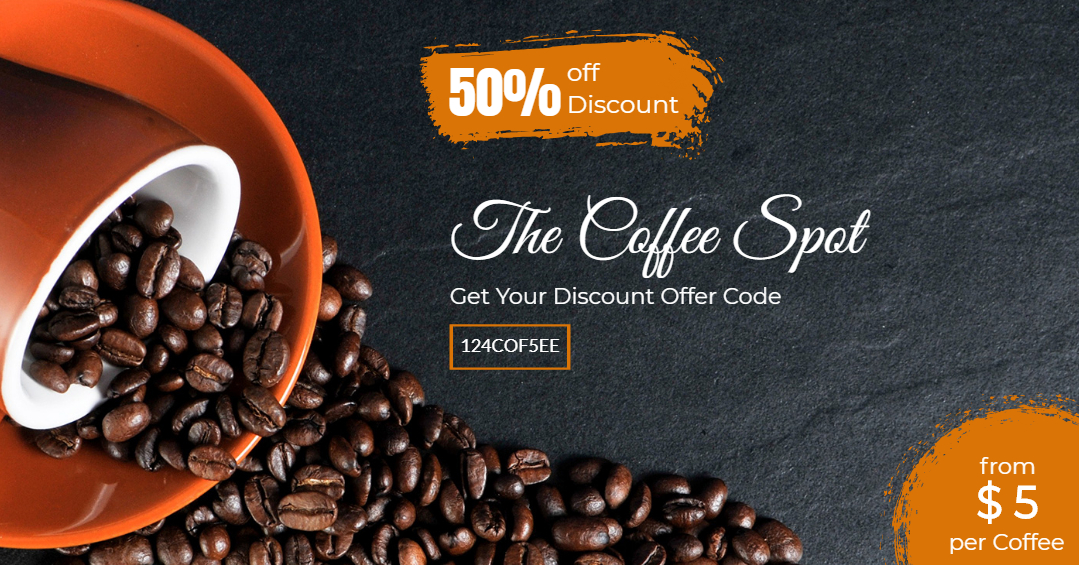 50% off
Discount
The Coffee Spot
Get Your Discount Offer Code
124COF5EE
from
$ 5
per Coffee